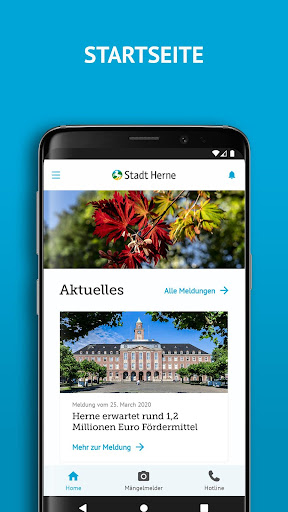 STARTSEITE
Stadt Herne
Aktuelles
Alle Meldungen
Meldung vom 25. March 2020
Herne erwartet rund 1,2
Millionen Euro Fördermittel
Mehr zur Meldung
Home
Mängelmelder
Hotline